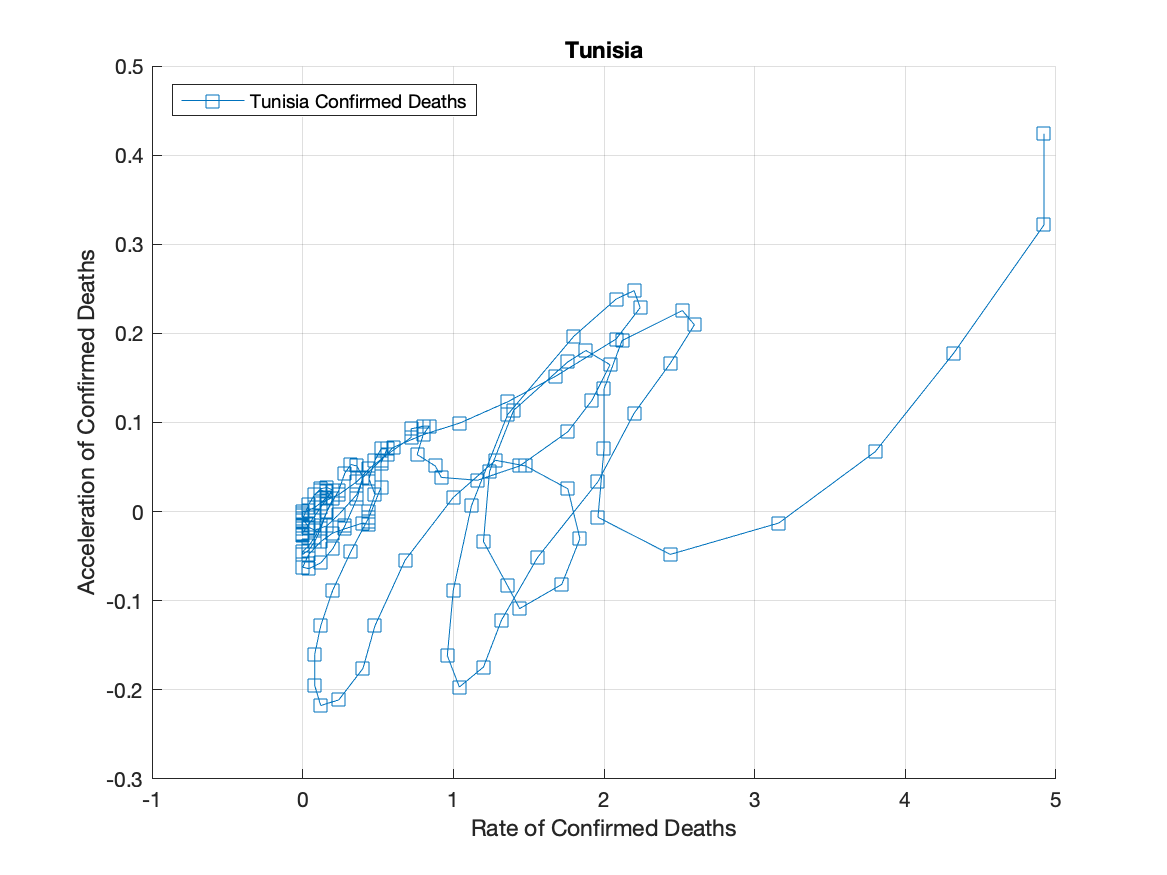 Tunisia
Tunisia Confirmed Deaths
0.5
0.4
0.3
0.2
0.1
0
-0.1
-0.2
-0.3
Acceleration of Confirmed Deaths
-1 0 1 2 3 4 5
Rate of Confirmed Deaths